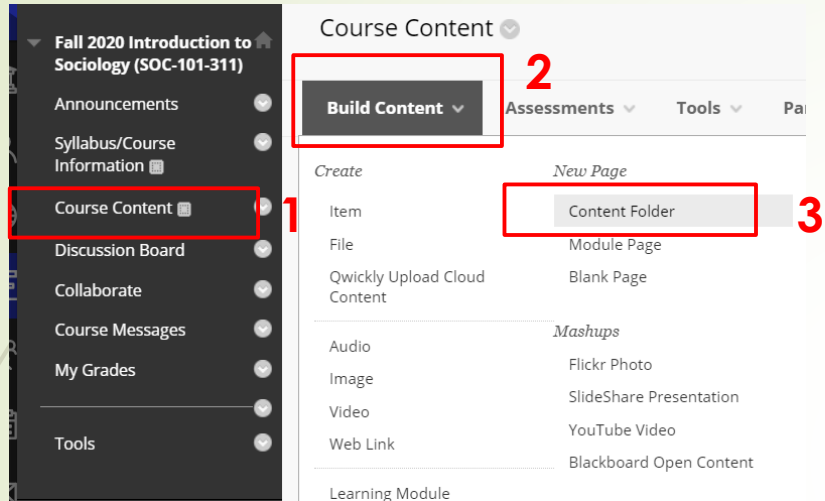 Fall 2020 Introduction to
Sociology (SOC-101-311)
Announcements
Syllabus/Course
Information
Course Content
1
Discussion Board
Collaborate
Course Messages
My Grades
Tools
Course Content
2
Build Content
Assessments
Tools
Create
Item
File
Qwickly Upload Cloud
Content
Audio
Image
Video
Web Link
Learning Module
New Page
Content Folder
3
Module Page
Blank Page
Mashups
Flickr Photo
SlideShare Presentation
YouTube Video
Blackboard Open Content